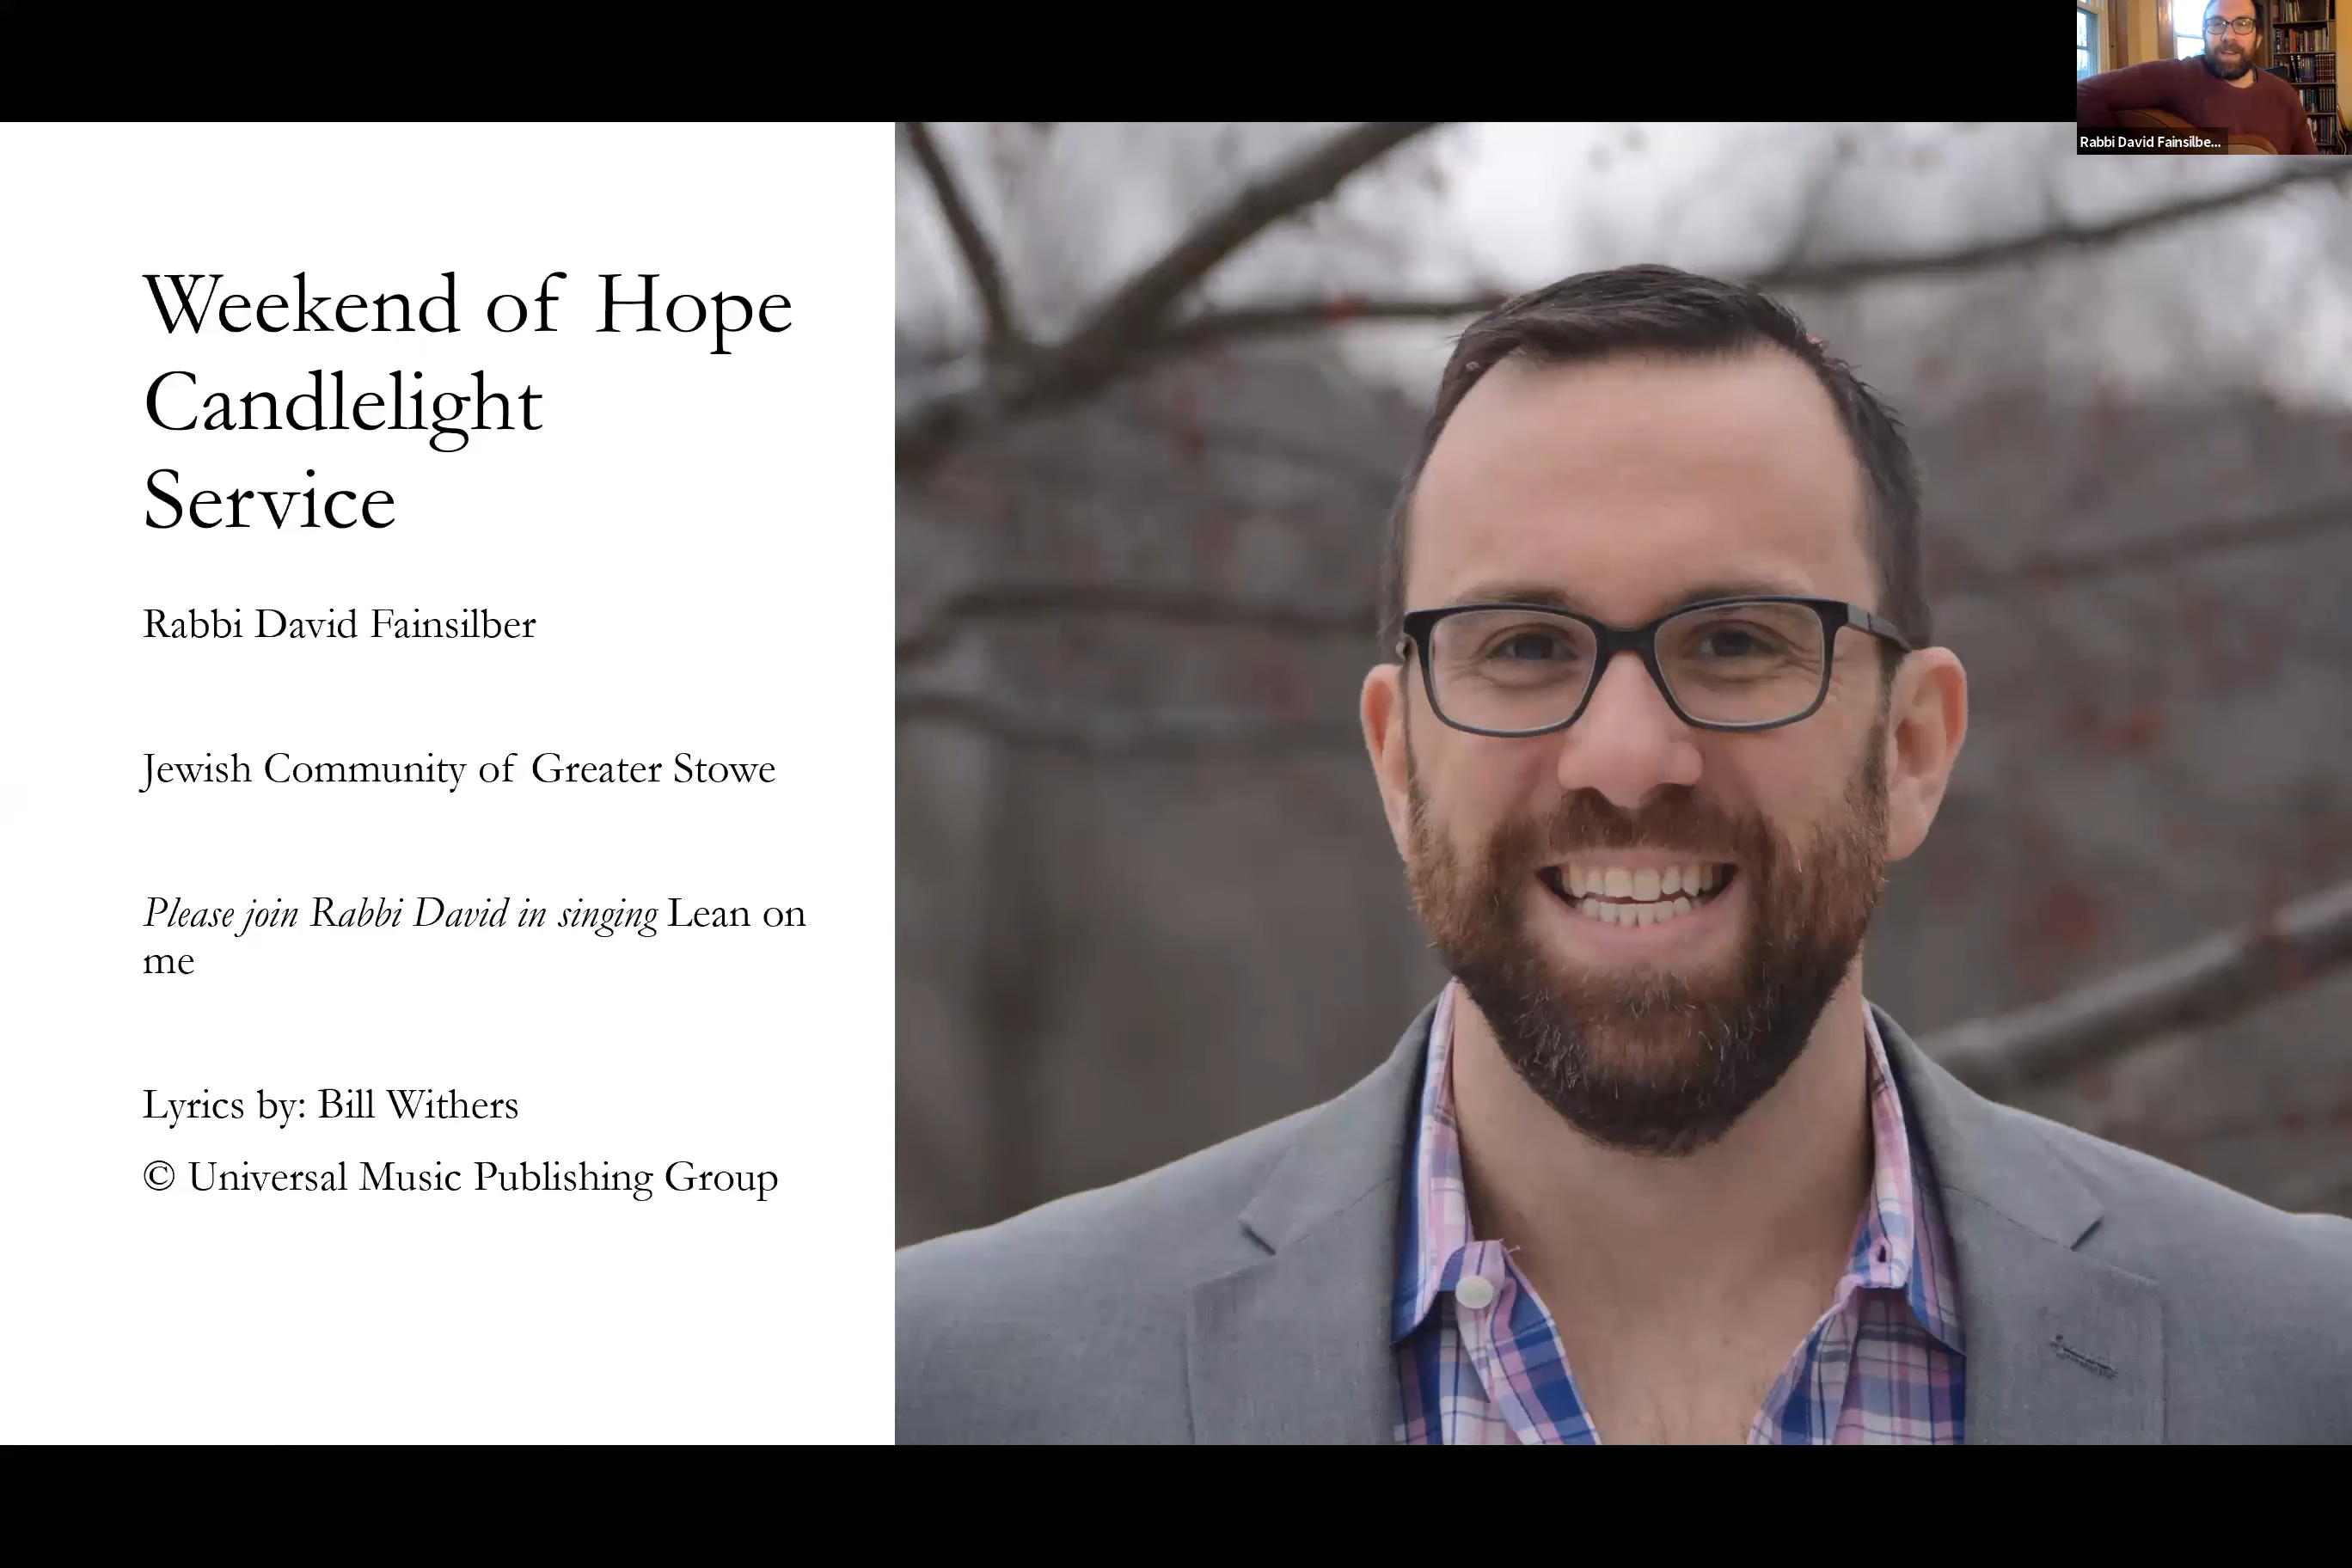 Weekend of Hope
Candlelight
Service
Rabbi David Fainsilber
Jewish Community of Greater Stowe
Please join Rabbi David in singing Lean on
me
Lyrics by: Bill Withers
© Universal Music Publishing Group
Rabbi David Fainsilbe...